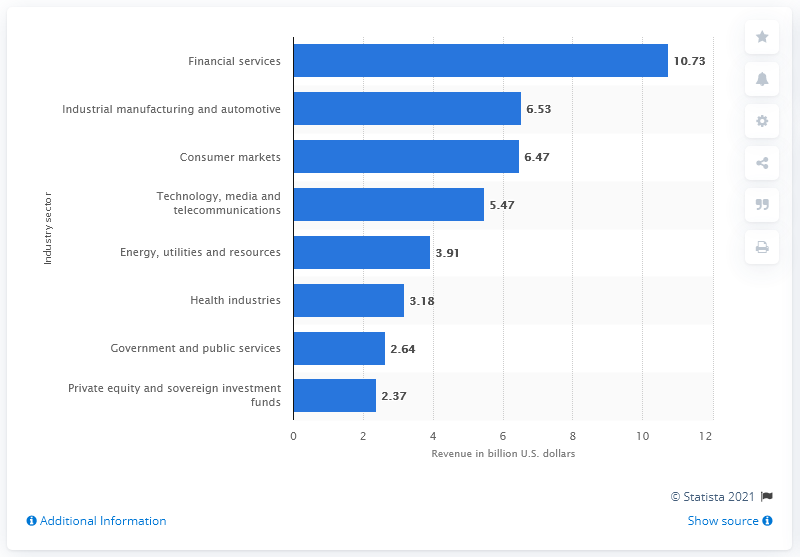 Financial services
10.73
Industrial manufacturing and automotive
6.53
Consumer markets
6.47
Technology, media and
telecommunications
5.47
Energy, utilities and resources
3.91
Health industries
3.18
Government and public services
2.64
Private equity and sovereign investment
funds
2.37
Industry sector
0 2 4 6 8 10 12
Revenue in billion U.S. dollars
© Statista 2021
Additional Information
Show source